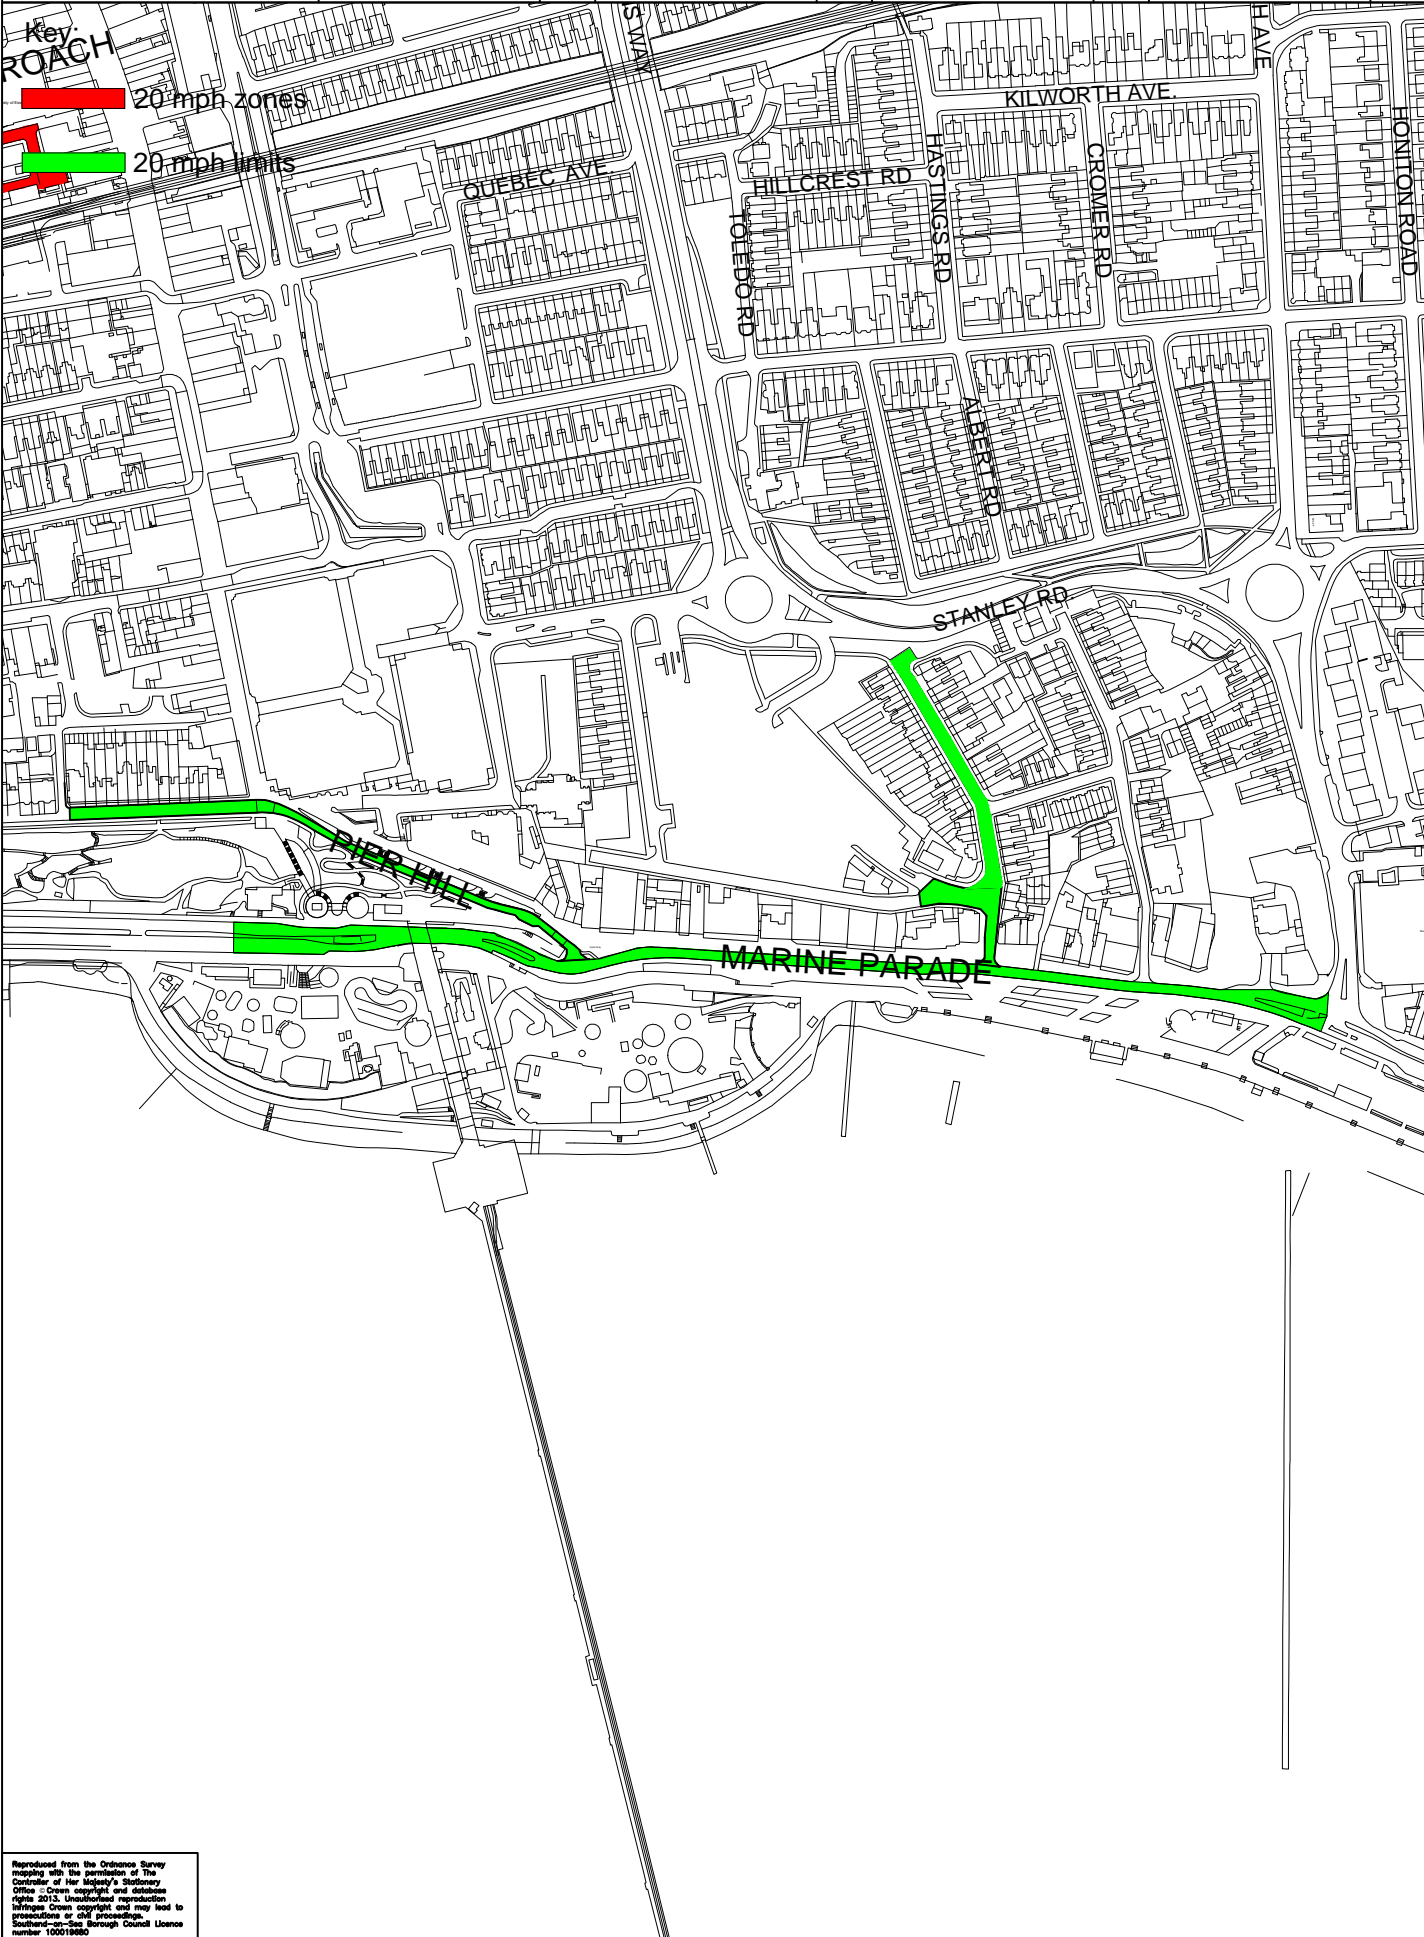 Key:
ROACH
20 mph zones
20 mph limits
SWAY
H AVE
KILWORTH AVE.
HONITON ROAD
HASTINGS RD
CROMER RD
QUEBEC AVE.
HILLCREST RD
TOLEDO RD
ALBERT RD
STANLEY RD
PIER HILL
MARINE PARADE
Reproduced from the Ordnance Survey
mapping with the permission of The
Controller of Her Majesty's Stationery
Office © Crown copyright and database
rights 2013. Unauthorised reproduction
infringes Crown copyright and may lead to
prosecutions or civil proceedings.
Southend-on-Sea Borough Council Licence
number 100019680